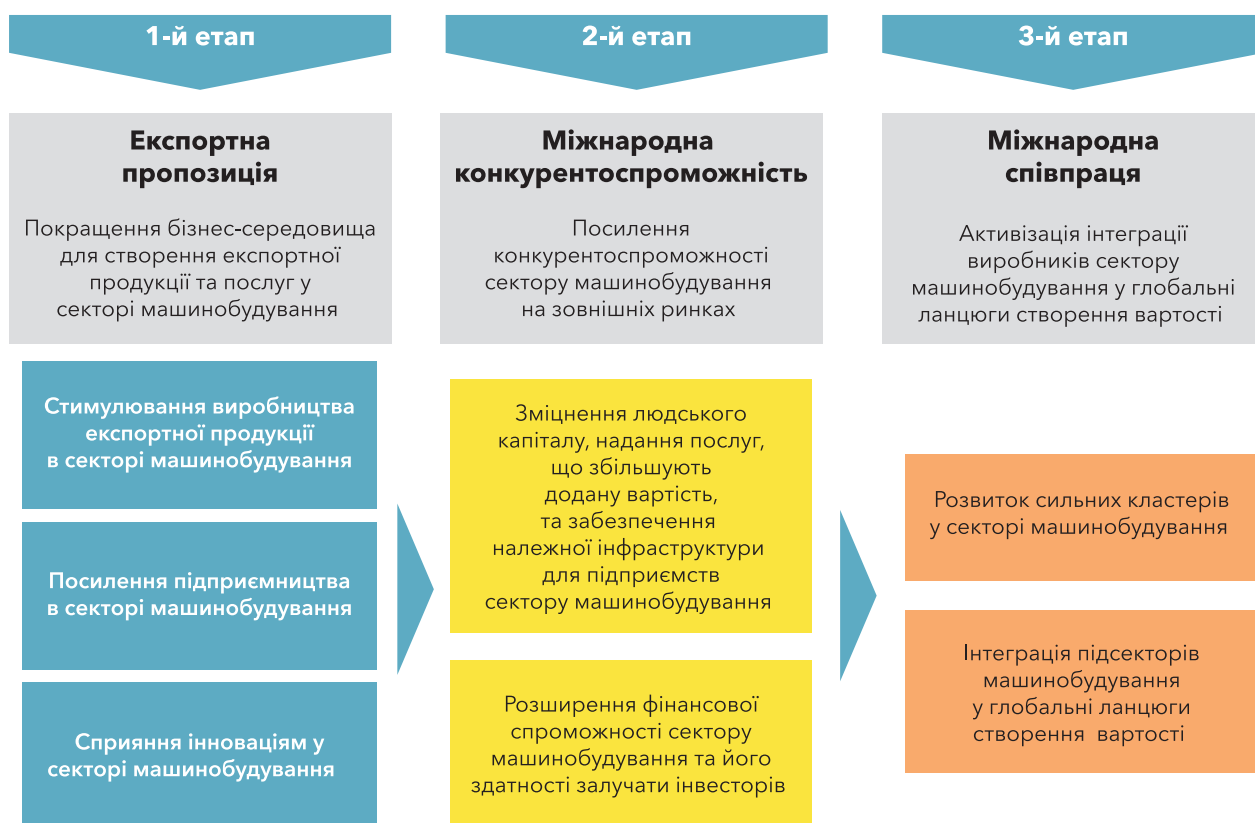 1-й етап
Експортна
пропозиція
Покращення бізнес-середовища
для створення експортної
продукції та послуг у
секторі машинобудування
Стимулювання виробництва
експортної продукції
в секторі машинобудування
Посилення підприємництва
в секторі машинобудування
Сприяння інноваціям у
секторі машинобудування
2-й етап
Міжнародна
конкурентоспроможність
Посилення
конкурентоспроможності
сектору машинобудування
на зовнішніх ринках
Зміцнення людського
капіталу, надання послуг,
що збільшують
додану вартість,
та забезпечення
належної інфраструктури
для підприємств
сектору машинобудування
Розширення фінансової
спроможності сектору
машинобудування та його
здатності залучати інвесторів
3-й етап
Міжнародна
співпраця
Активізація інтеграції
виробників сектору
машинобудування у глобальні
ланцюги створення вартості
Розвиток сильних кластерів
у секторі машинобудування
Інтеграція підсекторів
машинобудування
у глобальні ланцюги
створення вартості